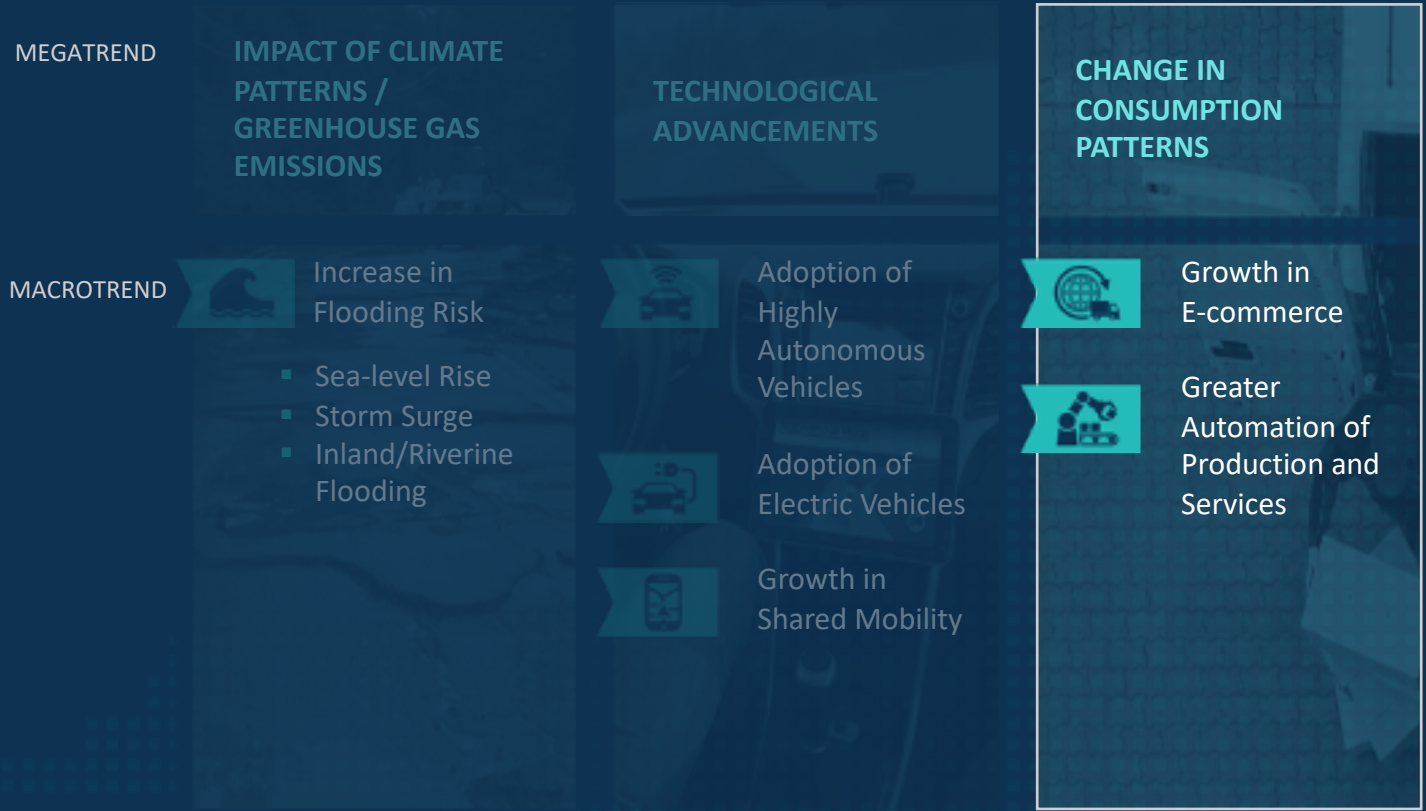 MEGATREND
IMPACT OF CLIMATE
PATTERNS /
GREENHOUSE GAS
EMISSIONS
TECHNOLOGICAL
ADVANCEMENTS
CHANGE IN
CONSUMPTION
PATTERNS
MACROTREND
Increase in
Flooding Risk
▪ Sea-level Rise
▪ Storm Surge
▪ Inland/Riverine
Flooding
Adoption of
Highly
Autonomous
Vehicles
Adoption of
Electric Vehicles
Growth in
Shared Mobility
Growth in
E-commerce
Greater
Automation of
Production and
Services